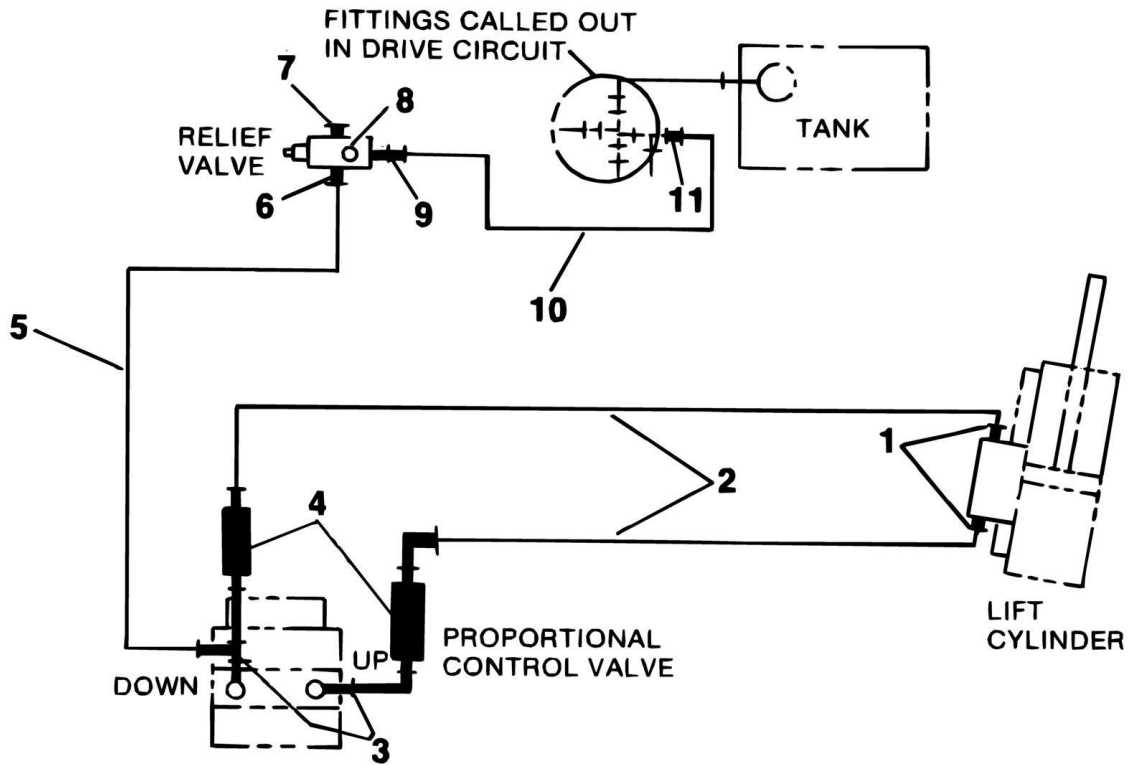 FITTINGS CALLED OUT
IN DRIVE CIRCUIT
7
8
RELIEF
VALVE
TANK
6
9
11
10
5
1
2
4
LIFT
CYLINDER
PROPORTIONAL
CONTROL VALVE
UP
DOWN
3